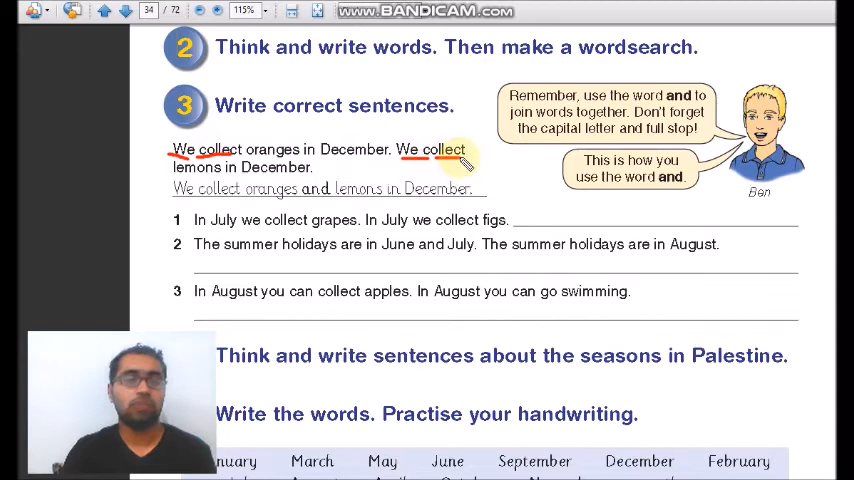 34 / 72 115% www.BANDICAM.com
2 Think and write words. Then make a wordsearch.
3 Write correct sentences.
Remember, use the word and to
join words together. Don't forget
the capital letter and full stop!
This is how you
use the word and.
Ben
We collect oranges in December. We collect
lemons in December.
We collect oranges and lemons in December.
1 In July we collect grapes. In July we collect figs.
2 The summer holidays are in June and July. The summer holidays are in August.
3 In August you can collect apples. In August you can go swimming.
Think and write sentences about the seasons in Palestine.
Write the words. Practise your handwriting.
nuary March May June September December February